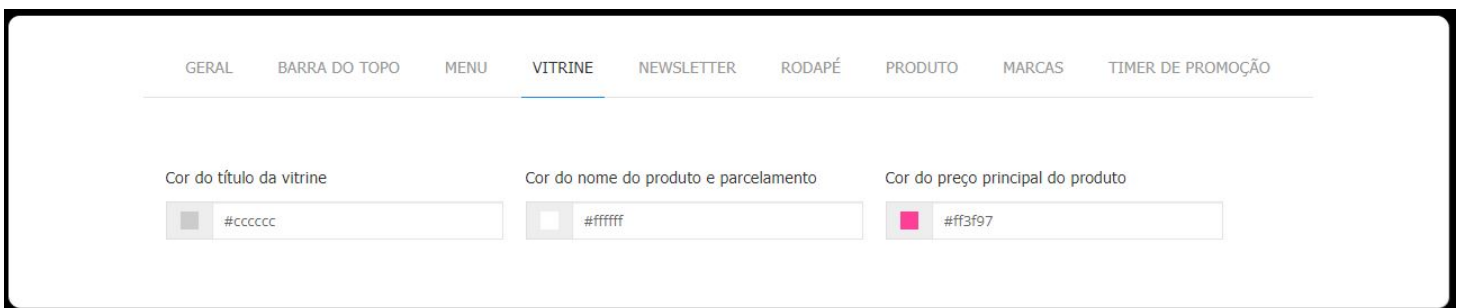 GERAL BARRA DO TOPO MENU VITRINE NEWSLETTER RODAPÉ PRODUTO MARCAS TIMER DE PROMOÇÃO
Cor do título da vitrine Cor do nome do produto e parcelamento Cor do preço principal do produto
#cccccc #ffffff #ff3f97